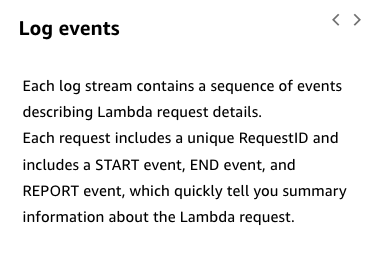 Log events
Each log stream contains a sequence of events
describing Lambda request details.
Each request includes a unique RequestID and
includes a START event, END event, and
REPORT event, which quickly tell you summary
information about the Lambda request.